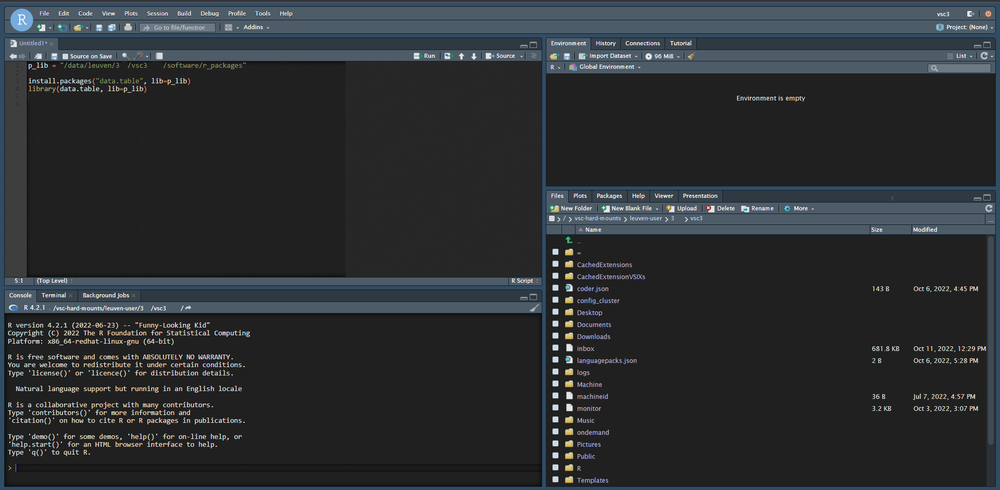 File Edit Code View Plots Session Build Debug Profile Tools Help
vsc3
R
Go to file/function
Addins
Project: (None)
Untitled1*
Source on Save
Run
Source
1 p_lib = "/data/leuven/3 /vsc3 /software/r_packages"
2
3 install.packages("data.table", lib=p_lib)
4 library(data.table, lib=p_lib)
5
6
5:1 (Top Level)
R Script
Console Terminal Background Jobs
R 4.2.1 . /vsc-hard-mounts/leuven-user/3 /vsc3 /
R version 4.2.1 (2022-06-23) -- "Funny-Looking Kid"
Copyright (C) 2022 The R Foundation for Statistical Computing
Platform: x86_64-redhat-linux-gnu (64-bit)
R is free software and comes with ABSOLUTELY NO WARRANTY.
You are welcome to redistribute it under certain conditions.
Type 'license()' or 'licence()' for distribution details.
Natural language support but running in an English locale
R is a collaborative project with many contributors.
Type 'contributors()' for more information and
'citation()' on how to cite R or R packages in publications.
Type 'demo()' for some demos, 'help()' for on-line help, or
'help.start()' for an HTML browser interface to help.
Type 'q()' to quit R.
>
Environment History Connections Tutorial
Import Dataset 96 MiB List
R Global Environment
Environment is empty
Files Plots Packages Help Viewer Presentation
New Folder New Blank File Upload Delete Rename More
/ vsc-hard-mounts leuven-user 3 vsc3 ...
Name Size Modified
..
=
CachedExtensions
CachedExtensionVSIXs
coder.json 143 B Oct 6, 2022, 4:45 PM
config_cluster
Desktop
Documents
Downloads
inbox 681.8 KB Oct 11, 2022, 12:29 PM
languagepacks.json 2 B Oct 6, 2022, 5:28 PM
logs
Machine
machineid 36 B Jul 7, 2022, 4:57 PM
monitor 3.2 KB Oct 3, 2022, 3:07 PM
Music
ondemand
Pictures
Public
R
Templates